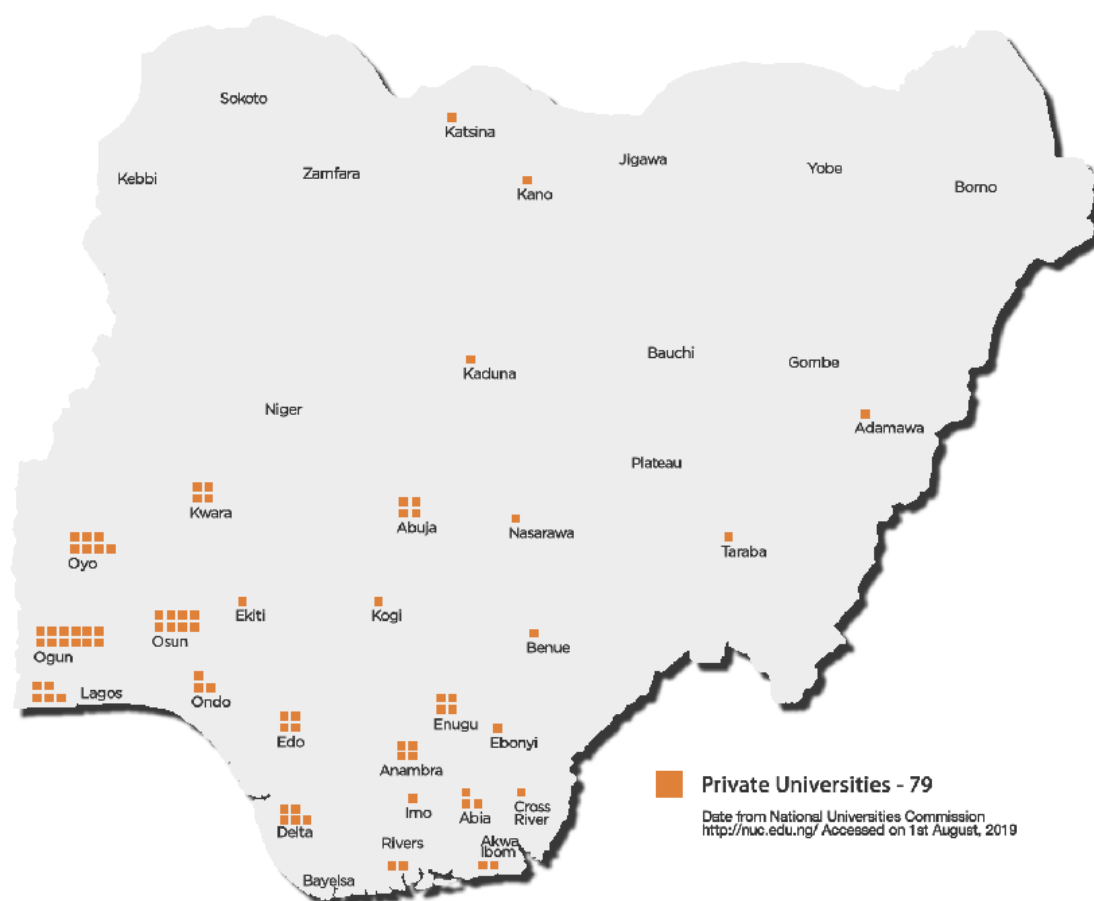 Sokoto
Katsina
Kebbi
Zamfara
Jigawa
Yobe
Borno
Kano
Bauchi
Gombe
Kaduna
Niger
Adamawa
Plateau
Kwara
Abuja
Nasarawa
Taraba
Oyo
Ekiti
Kogi
Osun
Benue
Ogun
Lagos
Ondo
Enugu
Edo
Ebonyi
Anambra
Imo
Abia
Cross
River
Delta
Rivers
Akwa
Ibom
Bayelsa
Private Universities - 79
Date from National Universities Commission
http://nuc.edu.ng/ Accessed on 1st August, 2019